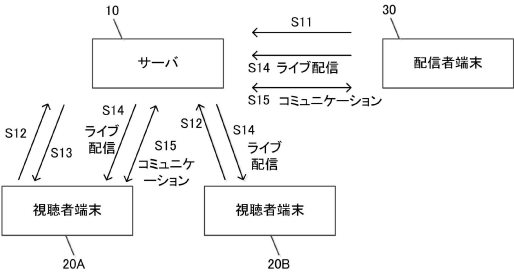 10
30
サーバ
配信者端末
S11
S14 ライブ配信
S15 コミュニケーション
S12
S13
S14
ライブ
配信
S15
コミュニケ
ーション
S12
S14
ライブ
配信
視聴者端末
視聴者端末
20A
20B